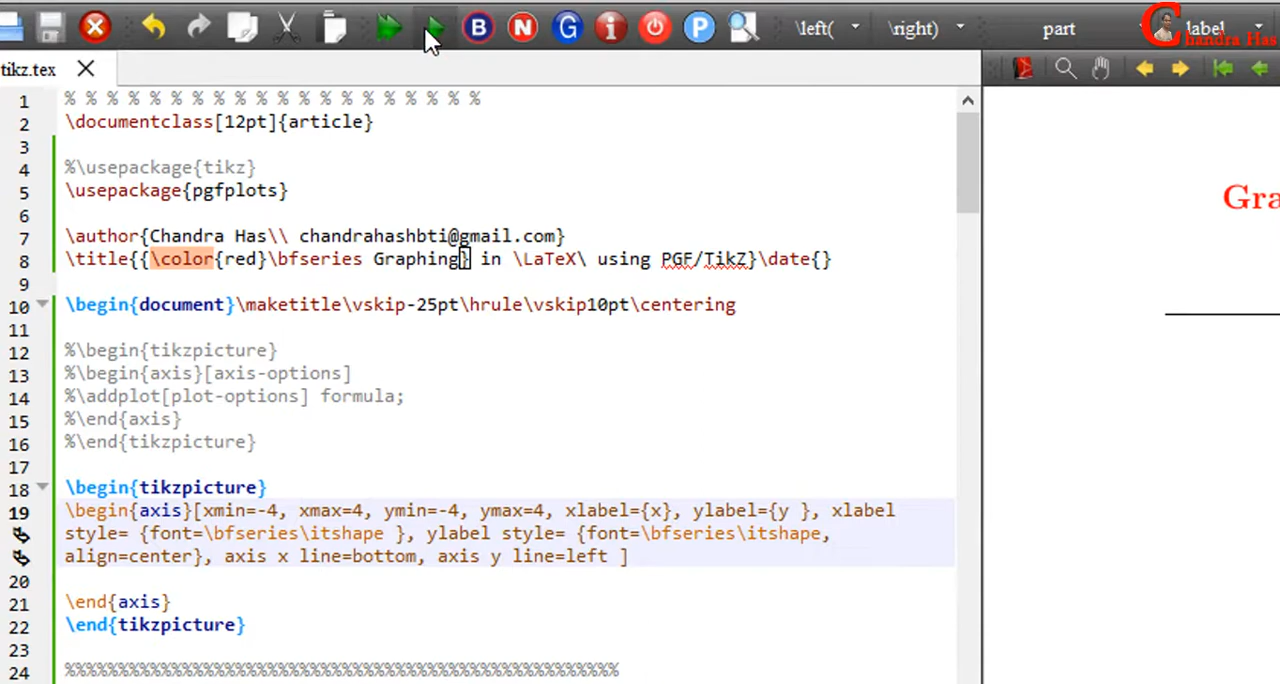 \left( \right) part label
Chandra Has
tikz.tex
1 % % % % % % % % % % % % % % % % % % % %
2 \documentclass[12pt]{article}
3
4 %\usepackage{tikz}
5 \usepackage{pgfplots}
6
7 \author{Chandra Has\\ chandrahashbti@gmail.com}
8 \title{{\color{red}\bfseries Graphing} in \LaTeX\ using PGF/TikZ}\date{}
9
10 \begin{document}\maketitle\vskip-25pt\hrule\vskip10pt\centering
11
12 %\begin{tikzpicture}
13 %\begin{axis}[axis-options]
14 %\addplot[plot-options] formula;
15 %\end{axis}
16 %\end{tikzpicture}
17
18 \begin{tikzpicture}
19 \begin{axis}[xmin=-4, xmax=4, ymin=-4, ymax=4, xlabel={x}, ylabel={y }, xlabel
style= {font=\bfseries\itshape }, ylabel style= {font=\bfseries\itshape,
align=center}, axis x line=bottom, axis y line=left ]
20
21 \end{axis}
22 \end{tikzpicture}
23
24 %%%%%%%%%%%%%%%%%%%%%%%%%%%%%%%%%%%%%%%%%%%%%%%%%%%%
Gra